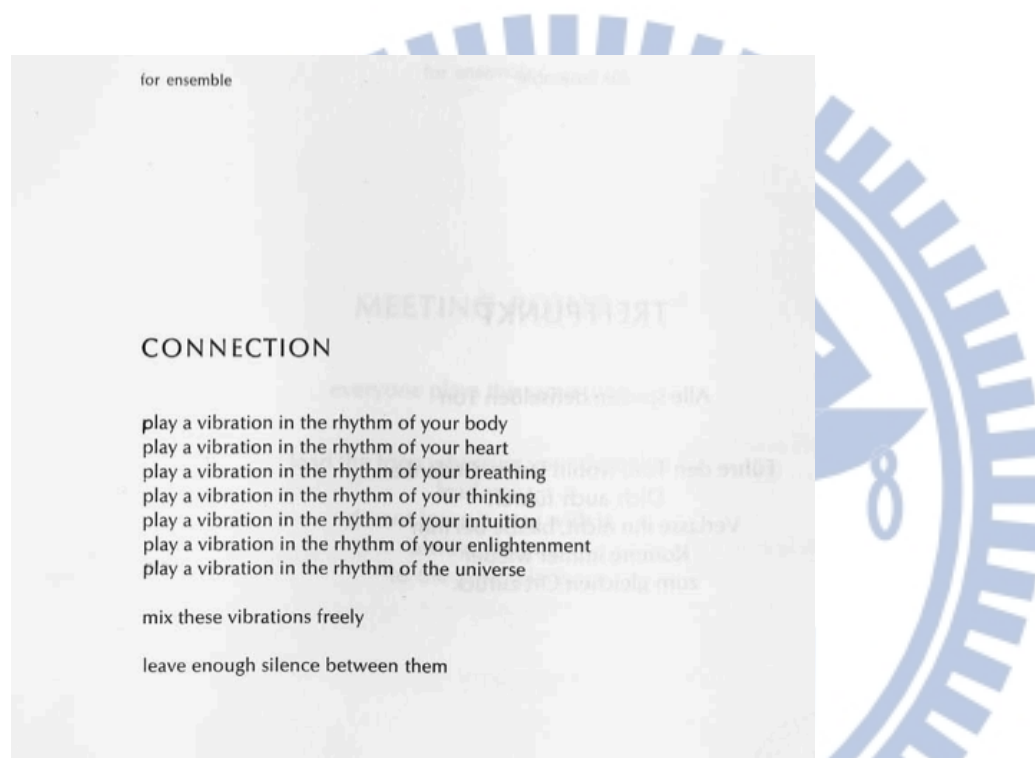 for ensemble
CONNECTION
play a vibration in the rhythm of your body
play a vibration in the rhythm of your heart
play a vibration in the rhythm of your breathing
play a vibration in the rhythm of your thinking
play a vibration in the rhythm of your intuition
play a vibration in the rhythm of your enlightenment
play a vibration in the rhythm of the universe
mix these vibrations freely
leave enough silence between them
MEETING
TREFFPUNKT
8